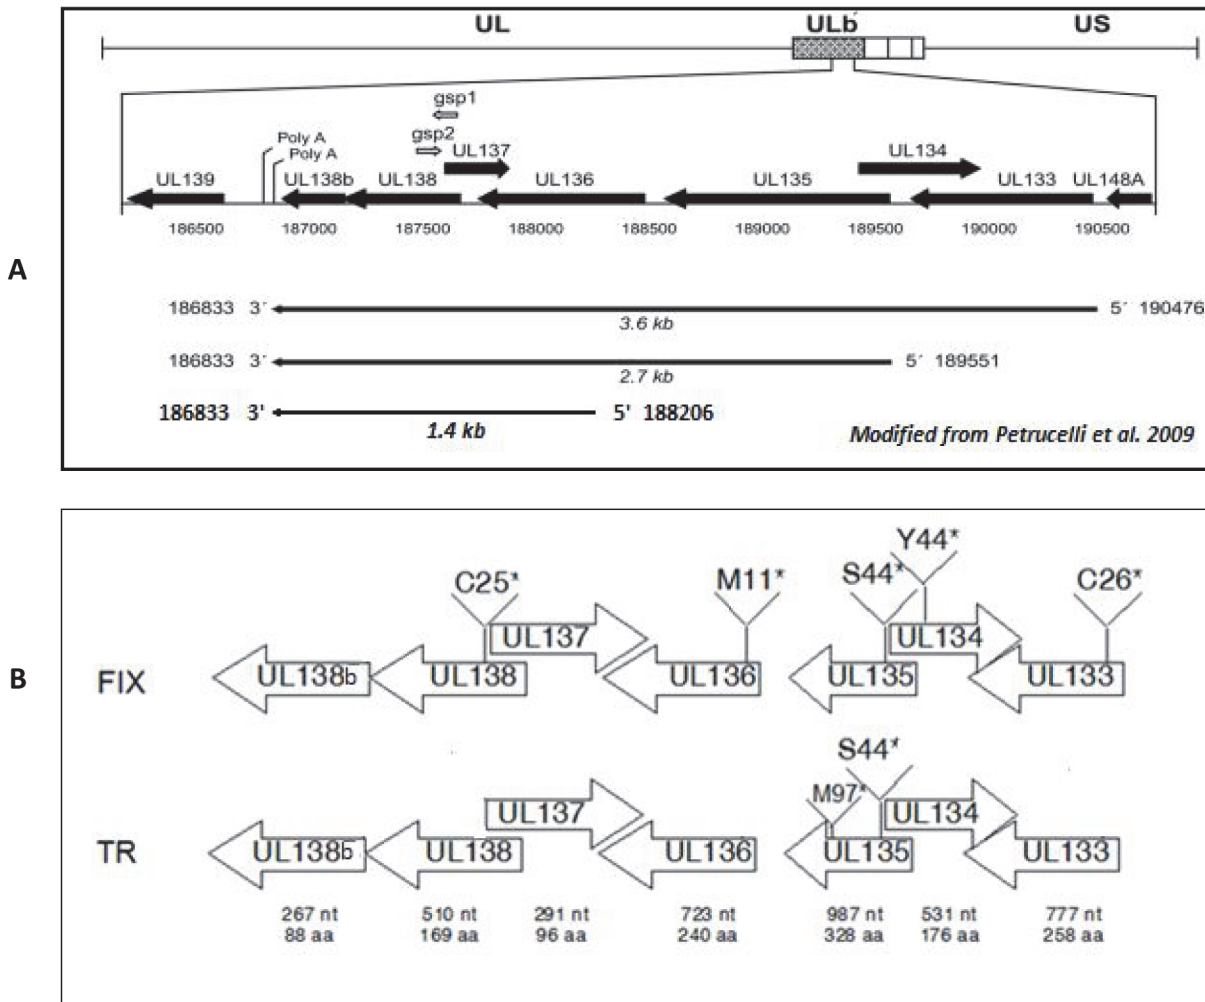 UL ULb' US
gsp1
Poly A
gsp2
Poly A
UL137 UL134
UL139 UL138b UL138 UL136 UL135 UL133 UL148A
186500 187000 187500 188000 188500 189000 189500 190000 190500
A
186833 3´ 5´ 190476
3.6 kb
186833 3´ 5´ 189551
2.7 kb
186833 3' 5' 188206
1.4 kb
Modified from Petrucelli et al. 2009
Y44*
C25* M11* S44* C26*
UL137 UL134
B
FIX UL138b UL138 UL136 UL135 UL133
S44*
M97*
UL137 UL134
TR UL138b UL138 UL136 UL135 UL133
267 nt 510 nt 291 nt 723 nt 987 nt 531 nt 777 nt
88 aa 169 aa 96 aa 240 aa 328 aa 176 aa 258 aa